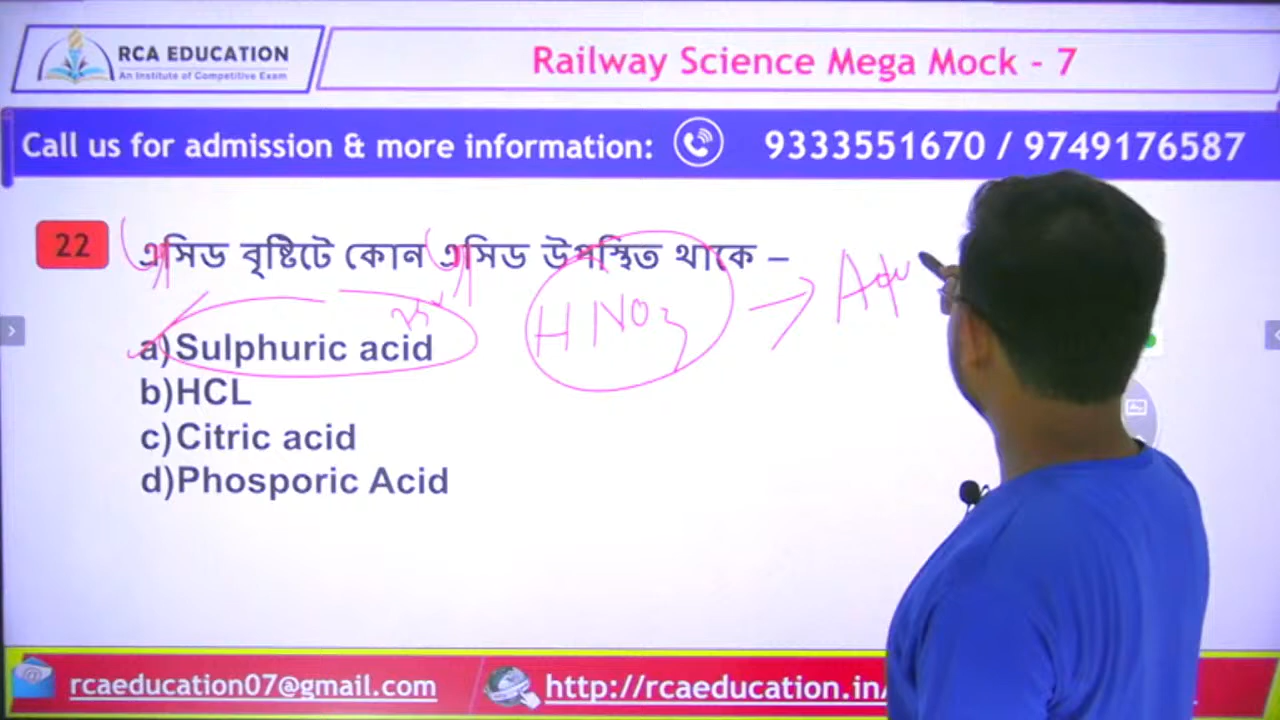 RCA EDUCATION
An Institute of Competitive Exam
Railway Science Mega Mock - 7
Call us for admission & more information: 9333551670 / 9749176587
22
এসিড বৃষ্টিটে কোন এসিড উপস্থিত থাকে –
HNO3 → Aqu
a)Sulphuric acid
b)HCL
c)Citric acid
d)Phosporic Acid
rcaeducation07@gmail.com
http://rcaeducation.in/